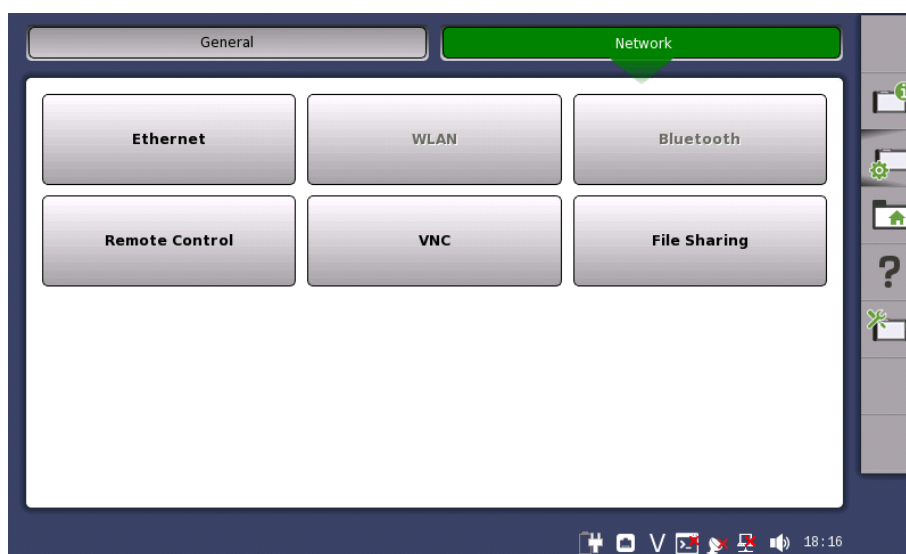 General
Network
Ethernet
WLAN
Bluetooth
Remote Control
VNC
File Sharing
?
V
18:16